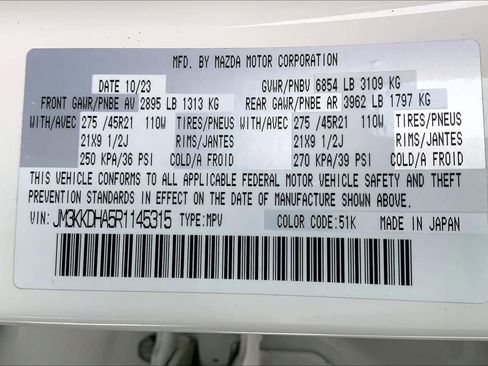 MFD. BY MAZDA MOTOR CORPORATION
DATE 10/23 GVWR/PNBV 6854 LB 3109 KG
FRONT GAWR/PNBE AV 2895 LB 1313 KG REAR GAWR/PNBE AR 3962 LB 1797 KG
WITH/AVEC 275 /45R21 110W TIRES/PNEUS WITH/AVEC 275 /45R21 110W TIRES/PNEUS
21X9 1/2J RIMS/JANTES 21X9 1/2J RIMS/JANTES
250 KPA/36 PSI COLD/A FROID 270 KPA/39 PSI COLD/A FROID
THIS VEHICLE CONFORMS TO ALL APPLICABLE FEDERAL MOTOR VEHICLE SAFETY AND THEFT
PREVENTION STANDARDS IN EFFECT ON THE DATE OF MANUFACTURE SHOWN ABOVE.
VIN: JM3KKDHA5R1145315 TYPE:MPV COLOR CODE:51K MADE IN JAPAN